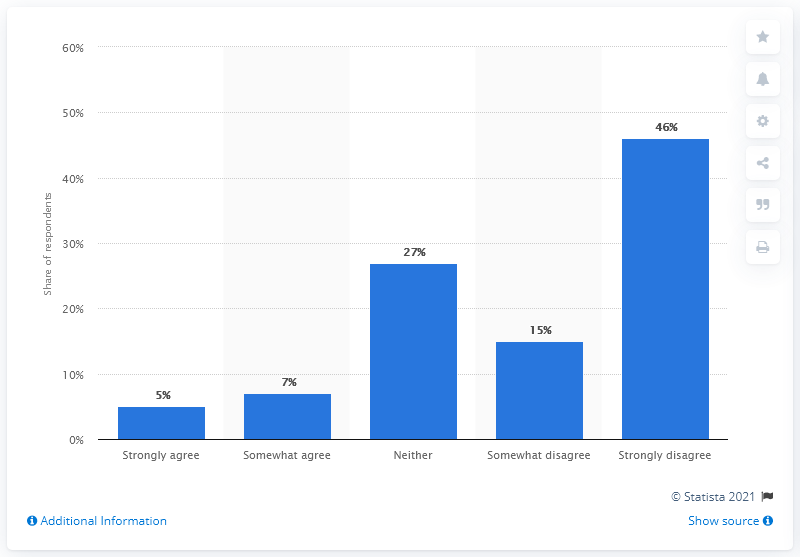 60%
50%
40%
30%
20%
10%
0%
Share of respondents
5%
7%
27%
15%
46%
Strongly agree
Somewhat agree
Neither
Somewhat disagree
Strongly disagree
© Statista 2021
Additional Information
Show source